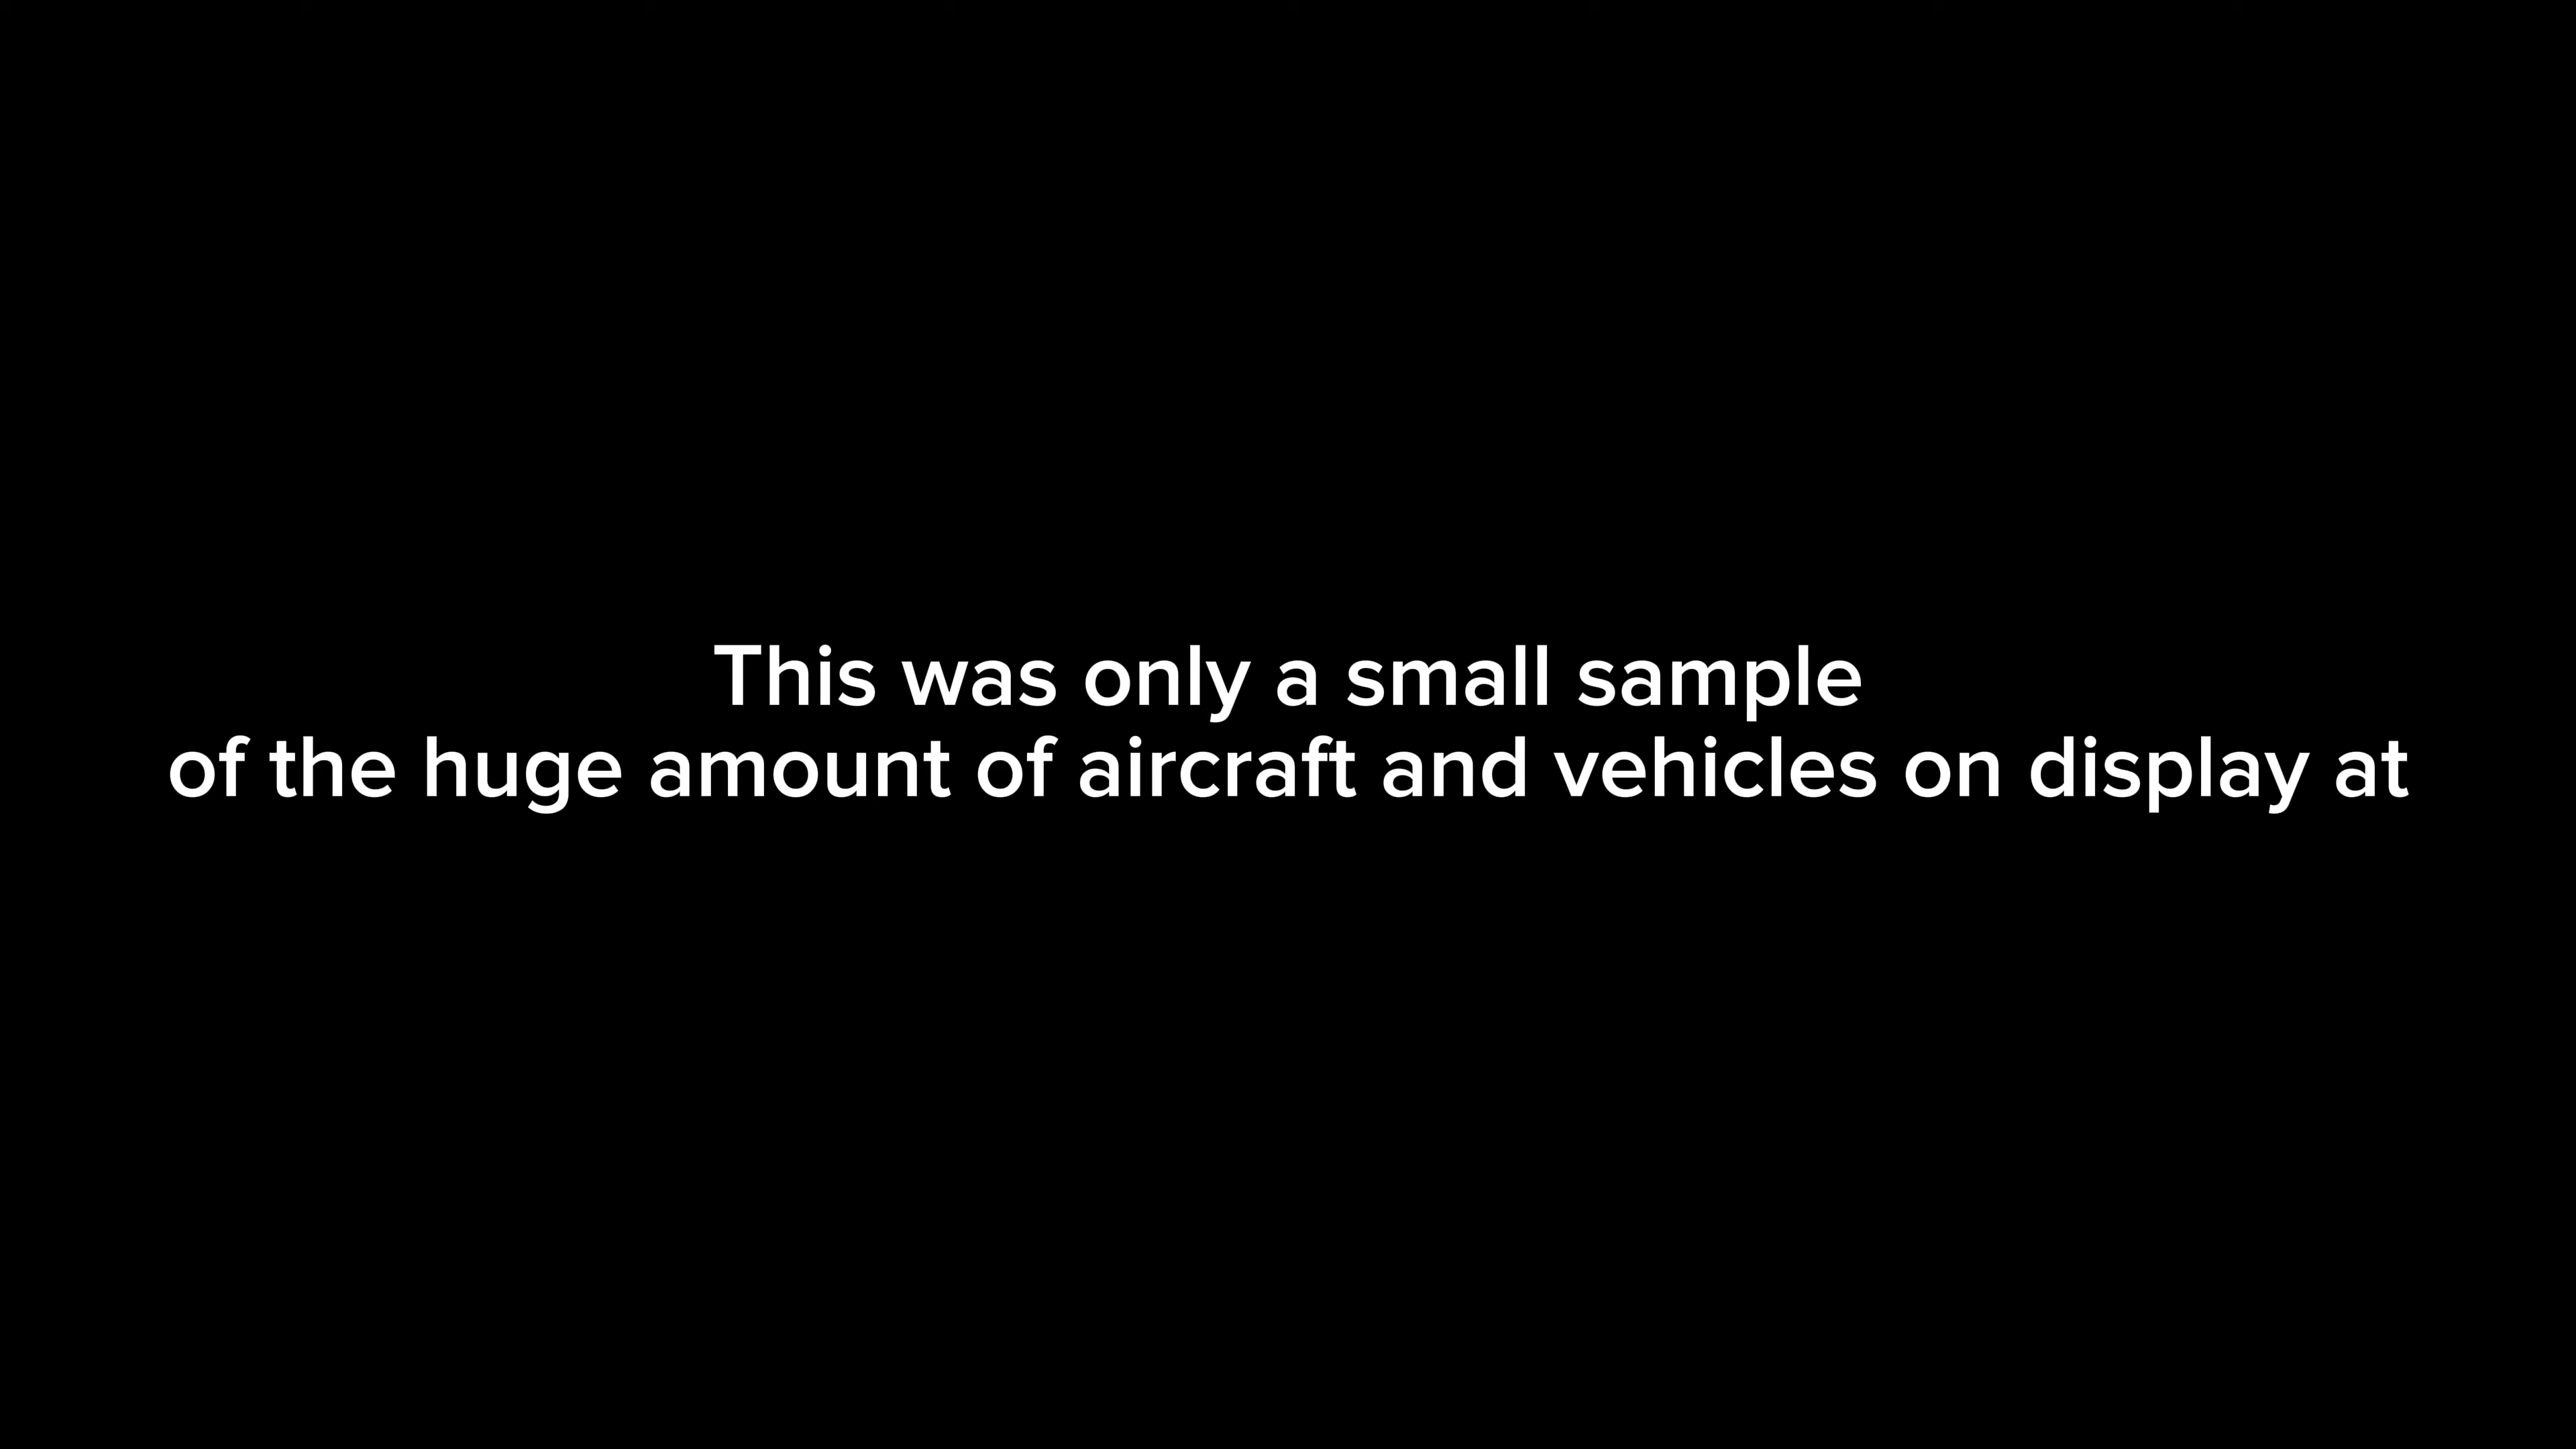 This was only a small sample
of the huge amount of aircraft and vehicles on display at